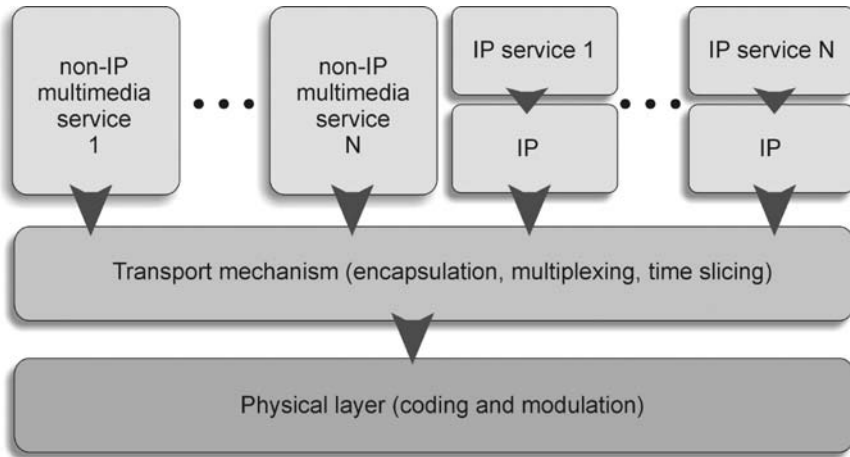 non-IP
multimedia
service
1
non-IP
multimedia
service
N
IP service 1
IP
IP service N
IP
Transport mechanism (encapsulation, multiplexing, time slicing)
Physical layer (coding and modulation)